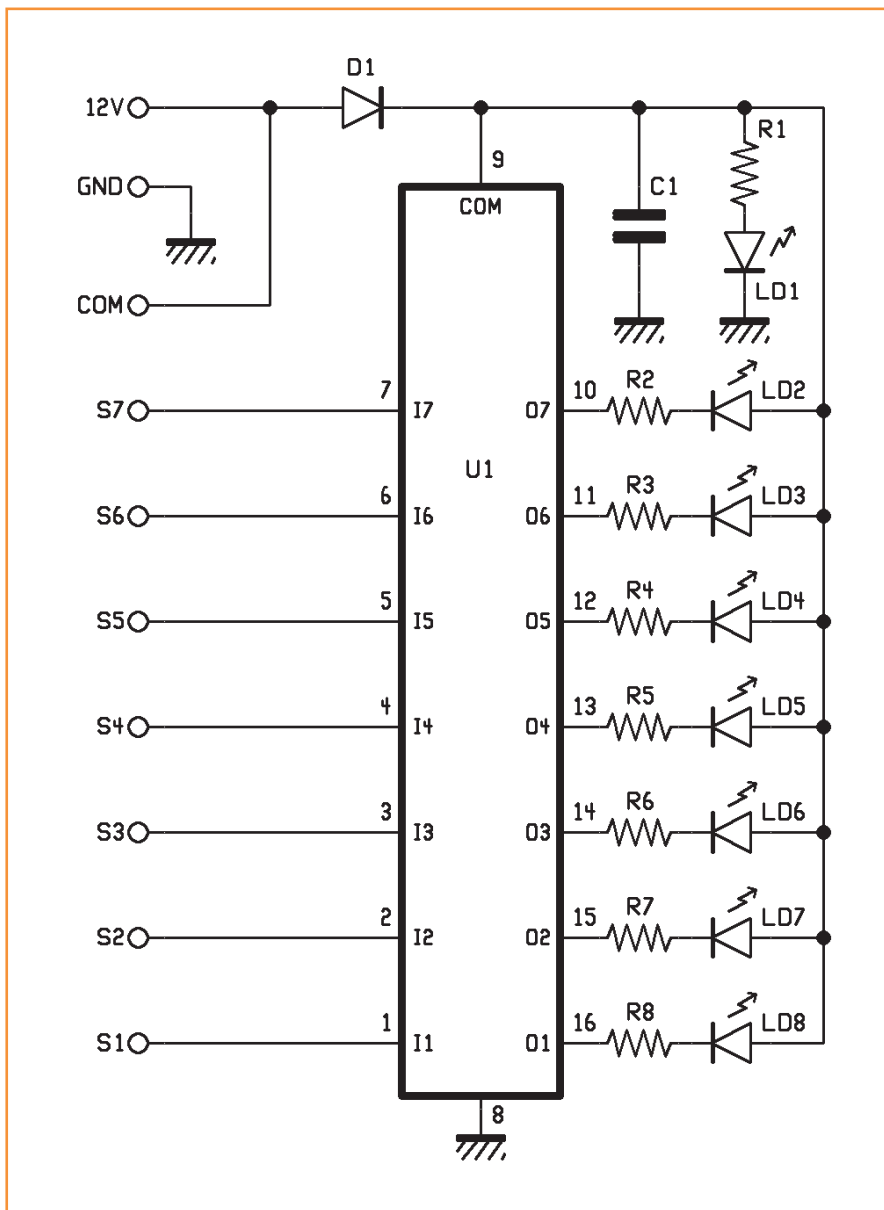 D1
12V
R1
9
GND
COM
C1
COM
LD1
S7
7
I7
10
O7
R2
LD2
U1
S6
6
I6
11
O6
R3
LD3
S5
5
I5
12
O5
R4
LD4
S4
4
I4
13
O4
R5
LD5
S3
3
I3
14
O3
R6
LD6
S2
2
I2
15
O2
R7
LD7
S1
1
I1
16
O1
R8
LD8
8